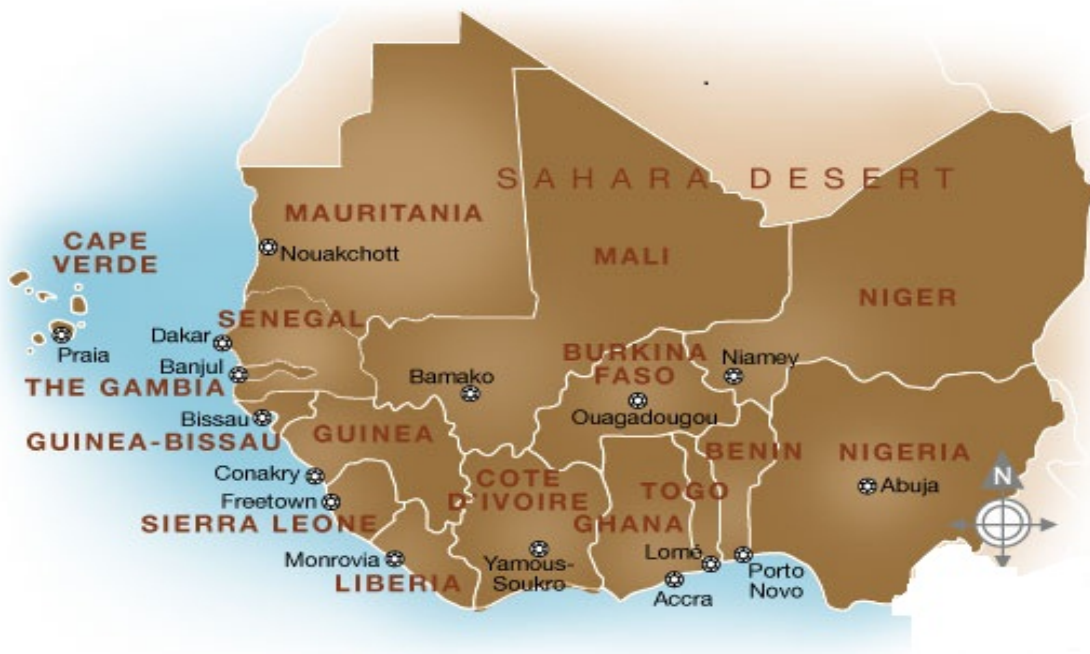 SAHARA DESERT
MAURITANIA
Nouakchott
CAPE
VERDE
Praia
MALI
NIGER
SENEGAL
Dakar
Banjul
THE GAMBIA
Bissau
GUINEA-BISSAU
GUINEA
Bamako
BURKINA
FASO
Ouagadougou
Niamey
BENIN
NIGERIA
Abuja
N
Conakry
Freetown
SIERRA LEONE
COTE
D'IVOIRE
TOGO
GHANA
Monrovia
LIBERIA
Yamous-
Soukro
Lomé
Accra
Porto
Novo